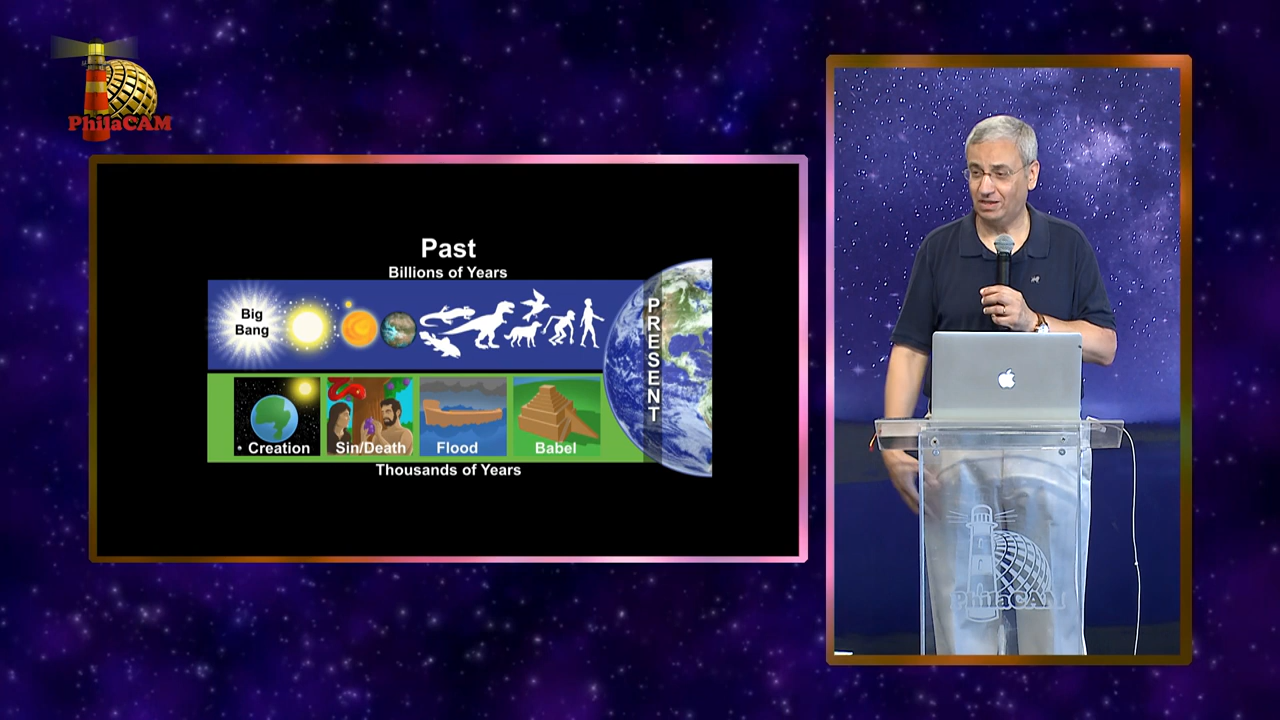 PhilaCAM
Past
Billions of Years
Big
Bang
PRESENT
• Creation
Sin/Death
Flood
Babel
Thousands of Years
PhilaCAM